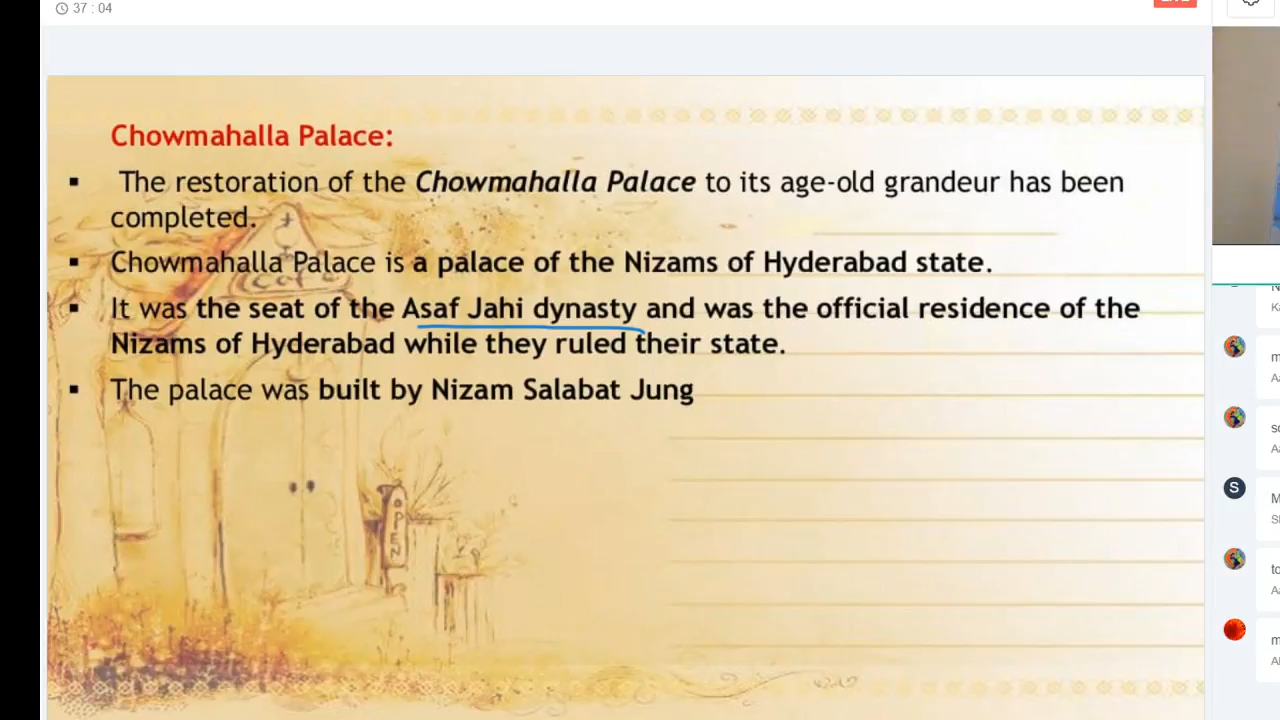 37 : 04
Chowmahalla Palace:
▪ The restoration of the Chowmahalla Palace to its age-old grandeur has been
completed.
▪ Chowmahalla Palace is a palace of the Nizams of Hyderabad state.
▪ It was the seat of the Asaf Jahi dynasty and was the official residence of the
Nizams of Hyderabad while they ruled their state.
▪ The palace was built by Nizam Salabat Jung
OPEN
S